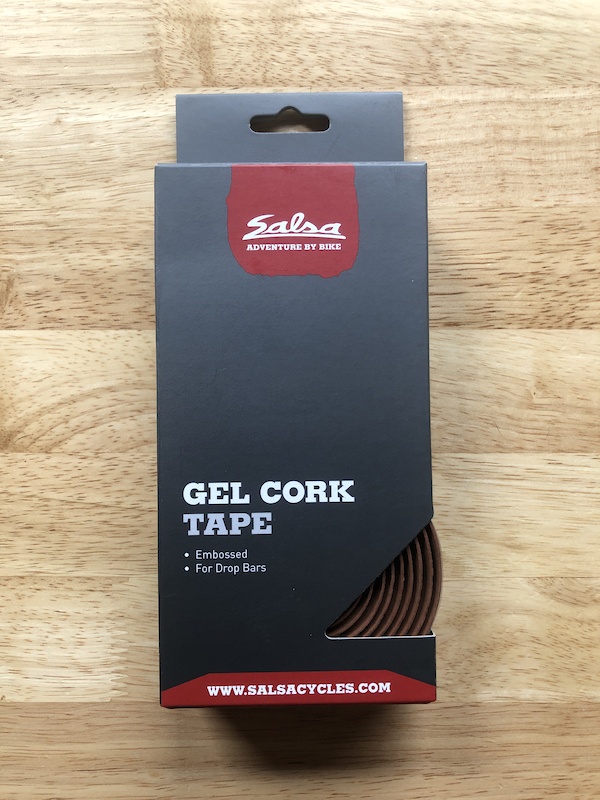 Salsa
ADVENTURE BY BIKE
GEL CORK
TAPE
• Embossed
• For Drop Bars
WWW.SALSACYCLES.COM